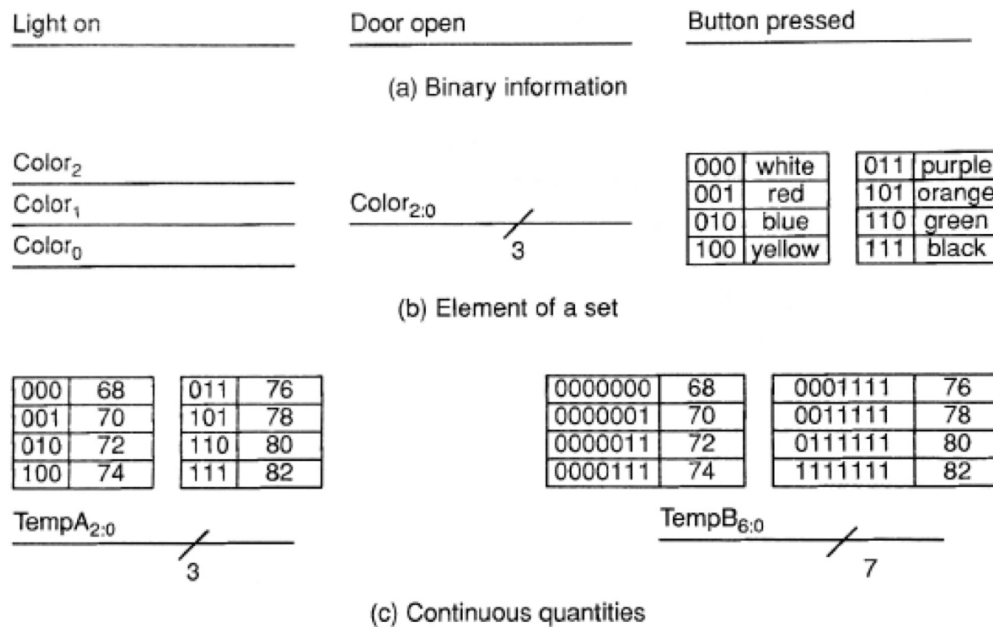 Light on Door open Button pressed
(a) Binary information
Color₂
Color₁
Color₀
Color₂:₀
3
000 white 011 purple
001 red 101 orange
010 blue 110 green
100 yellow 111 black
(b) Element of a set
000 68 011 76
001 70 101 78
010 72 110 80
100 74 111 82
TempA₂:₀
3
0000000 68 0001111 76
0000001 70 0011111 78
0000011 72 0111111 80
0000111 74 1111111 82
TempB₆:₀
7
(c) Continuous quantities